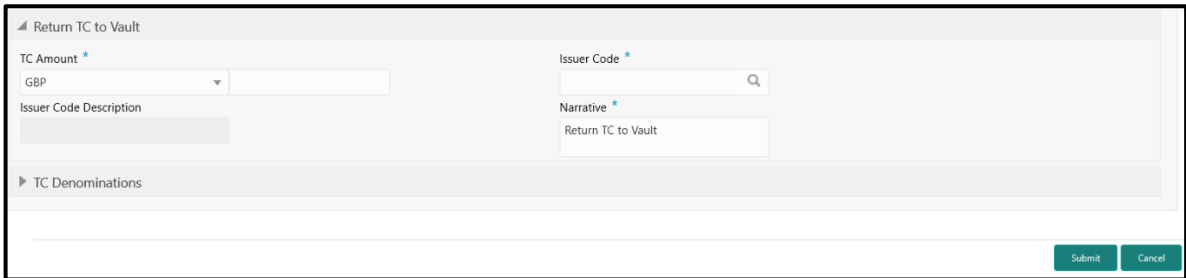 Return TC to Vault
TC Amount *
Issuer Code *
GBP
Issuer Code Description
Narrative *
Return TC to Vault
TC Denominations
Submit
Cancel